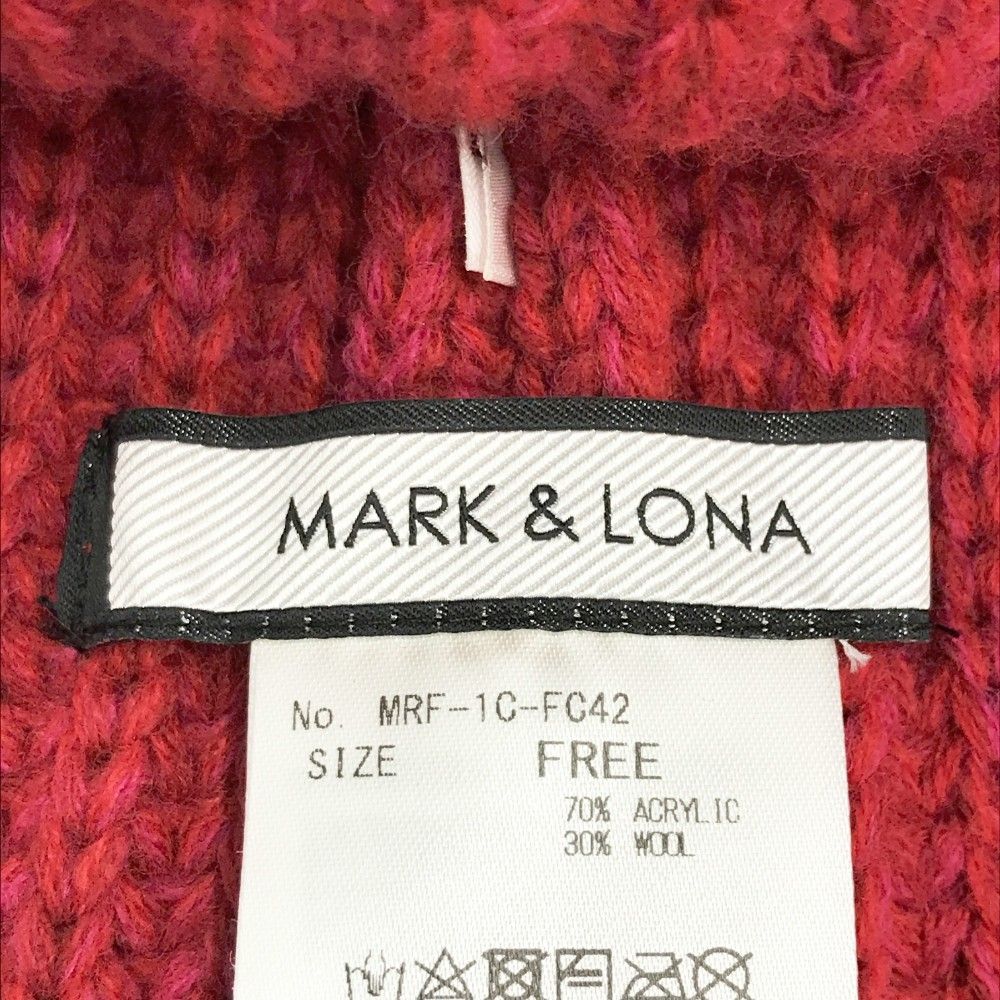 MARK & LONA
No. MRF-1C-FC42
SIZE FREE
70% ACRYLIC
30% WOOL